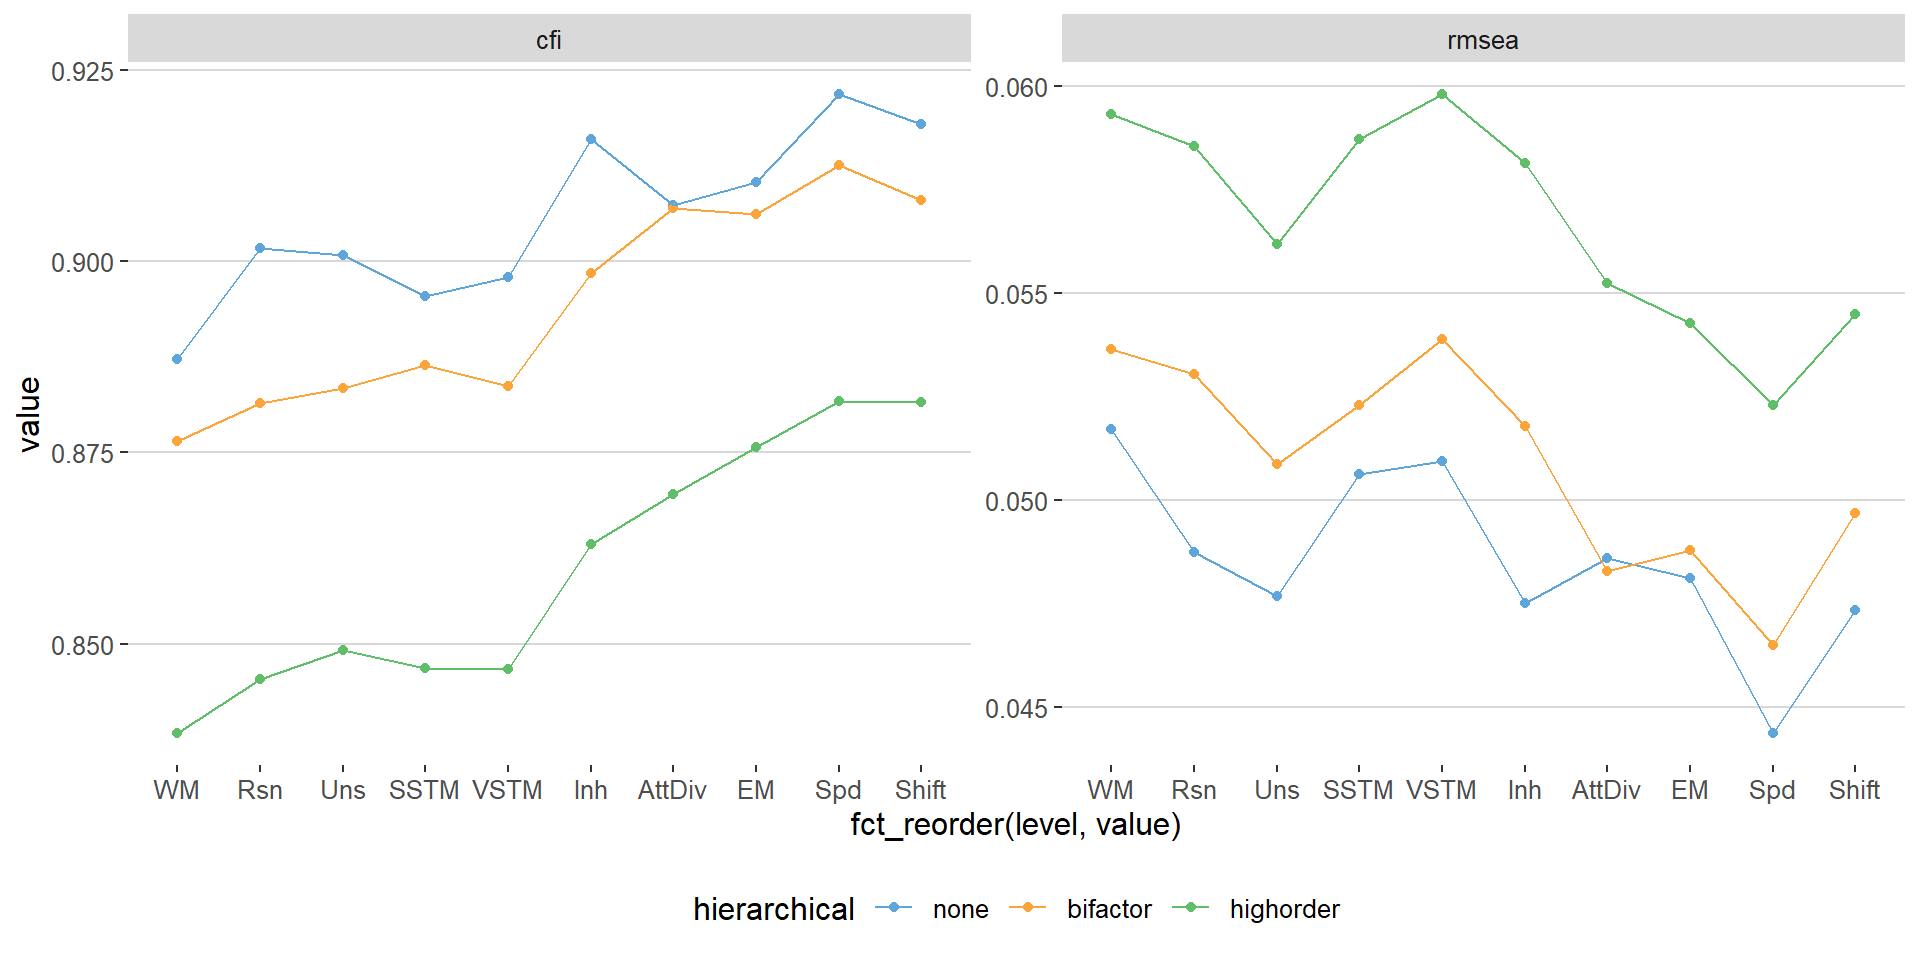 cfi
rmsea
value
0.925
0.900
0.875
0.850
0.060
0.055
0.050
0.045
WM Rsn Uns SSTM VSTM Inh AttDiv EM Spd Shift
WM Rsn Uns SSTM VSTM Inh AttDiv EM Spd Shift
fct_reorder(level, value)
hierarchical none bifactor highorder